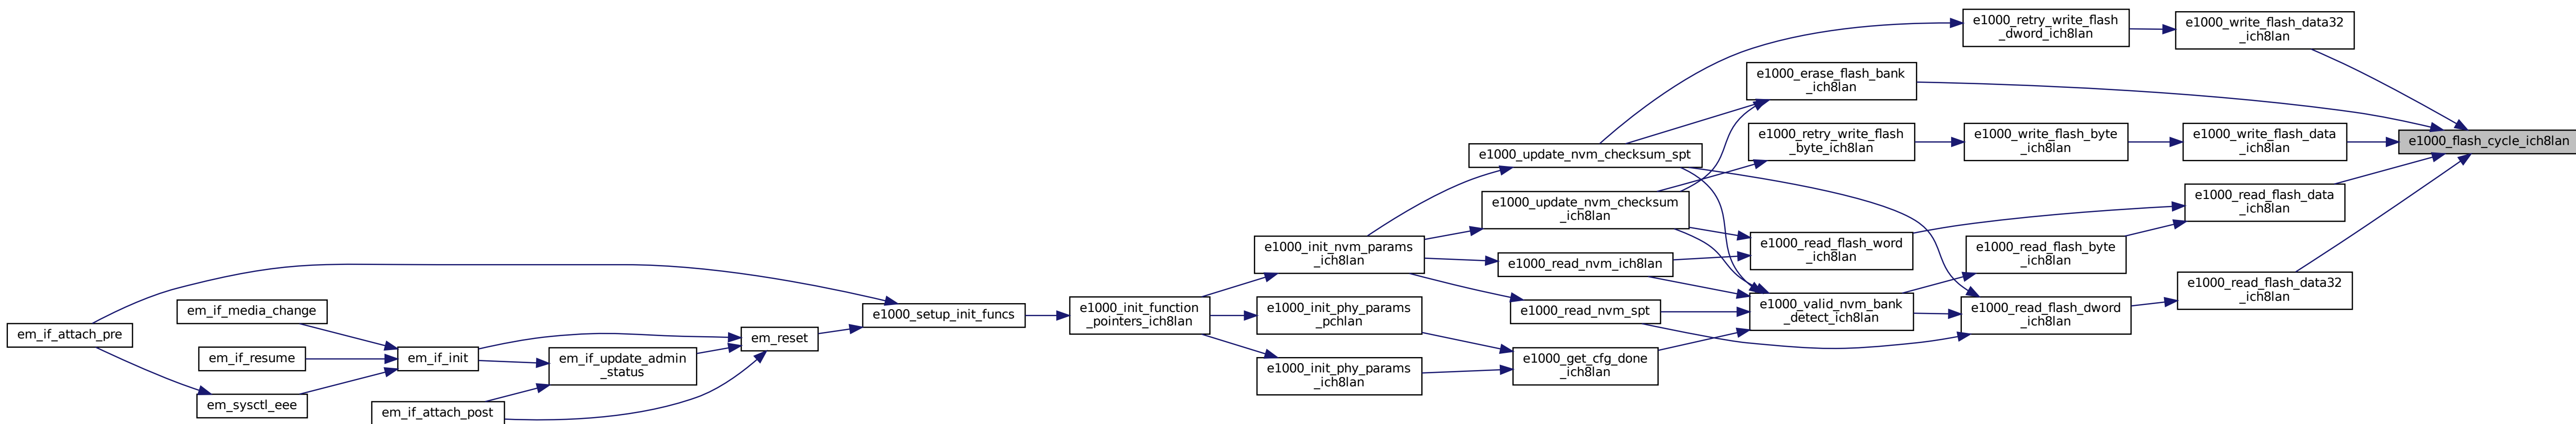 e1000_retry_write_flash
_dword_ich8lan
e1000_write_flash_data32
_ich8lan
e1000_erase_flash_bank
_ich8lan
e1000_retry_write_flash
_byte_ich8lan
e1000_write_flash_byte
_ich8lan
e1000_write_flash_data
_ich8lan
e1000_flash_cycle_ich8lan
e1000_update_nvm_checksum_spt
e1000_update_nvm_checksum
_ich8lan
e1000_read_flash_data
_ich8lan
e1000_init_nvm_params
_ich8lan
e1000_read_nvm_ich8lan
e1000_read_flash_word
_ich8lan
e1000_read_flash_byte
_ich8lan
e1000_read_flash_data32
_ich8lan
em_if_attach_pre
em_if_media_change
em_if_resume
em_sysctl_eee
em_if_init
em_if_attach_post
em_if_update_admin
_status
em_reset
e1000_setup_init_funcs
e1000_init_function
_pointers_ich8lan
e1000_init_phy_params
_pchlan
e1000_init_phy_params
_ich8lan
e1000_read_nvm_spt
e1000_get_cfg_done
_ich8lan
e1000_valid_nvm_bank
_detect_ich8lan
e1000_read_flash_dword
_ich8lan